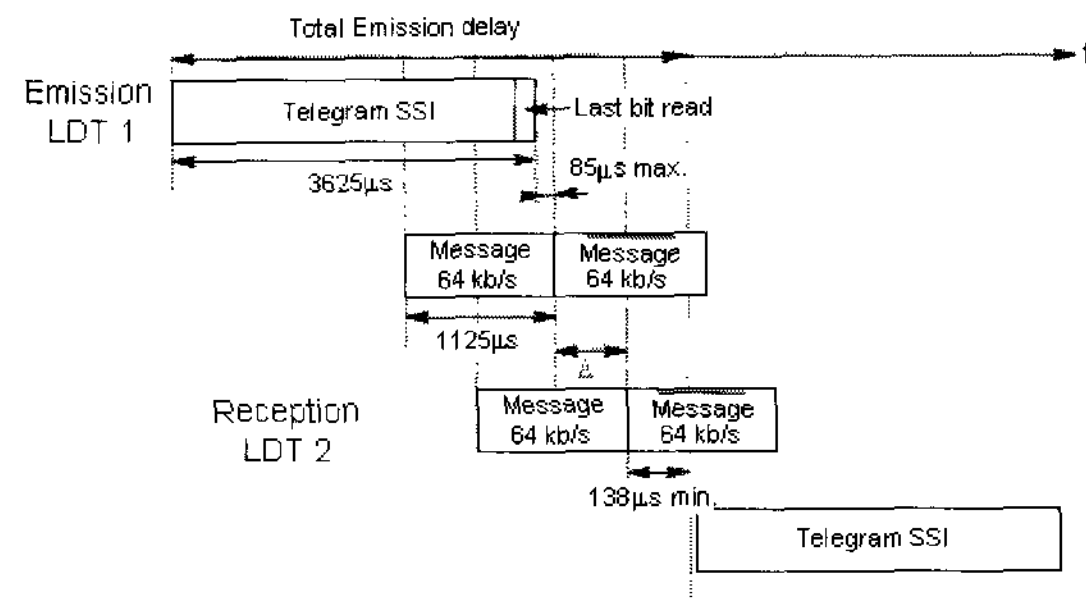 Total Emission delay
t
Emission
LDT 1
Telegram SSI
Last bit read
3625μs
85μs max.
Message
64 kb/s
Message
64 kb/s
1125μs
Δ
Reception
LDT 2
Message
64 kb/s
Message
64 kb/s
138μs min.
Telegram SSI